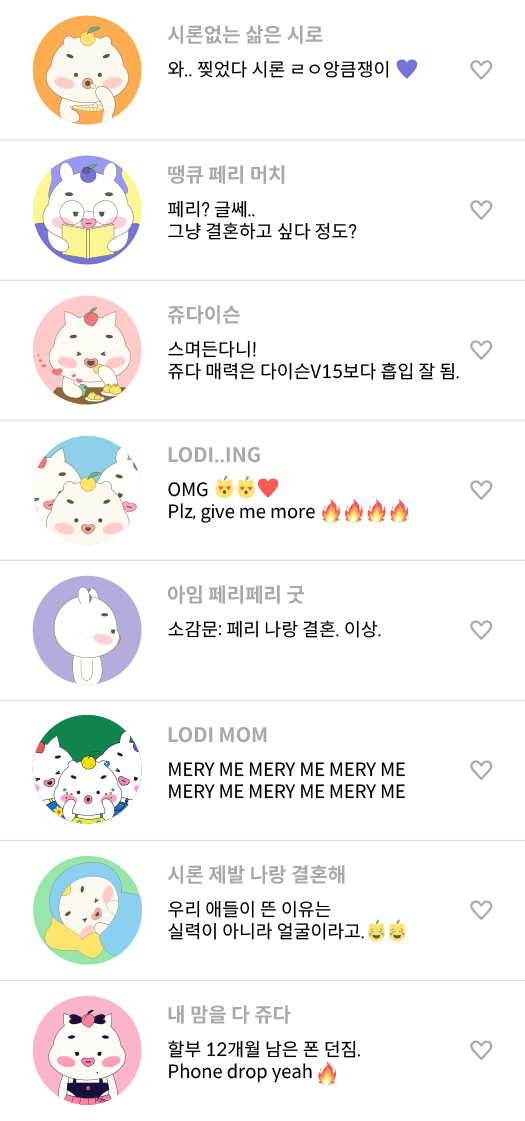 시론없는 삶은 시로
와.. 찢었다 시론 ㄹㅇ앙큼쟁이 💜
땡큐 페리 머치
페리? 글쎄..
그냥 결혼하고 싶다 정도?
쥬다이슨
스며든다니!
쥬다 매력은 다이슨V15보다 흡입 잘 됨.
LODI..ING
OMG 😍😍❤️
Plz, give me more 🔥🔥🔥🔥
아임 페리페리 굿
소감문: 페리 나랑 결혼. 이상.
LODI MOM
MERY ME MERY ME MERY ME
MERY ME MERY ME MERY ME
시론 제발 나랑 결혼해
우리 애들이 뜬 이유는
실력이 아니라 얼굴이라고.😂😂
내 맘을 다 쥬다
할부 12개월 남은 폰 던짐.
Phone drop yeah 🔥